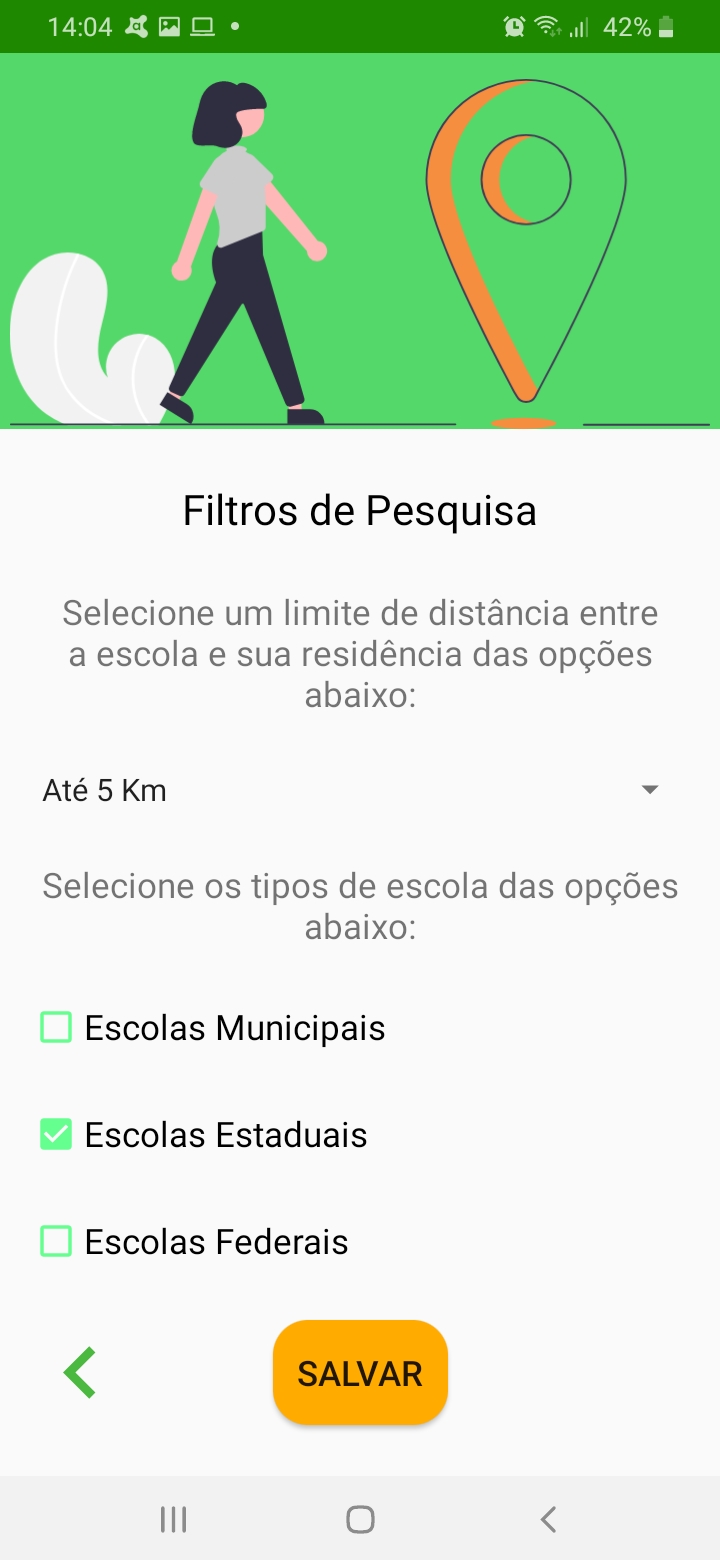 14:04
42%
Filtros de Pesquisa
Selecione um limite de distância entre
a escola e sua residência das opções
abaixo:
Até 5 Km
Selecione os tipos de escola das opções
abaixo:
Escolas Municipais
Escolas Estaduais
Escolas Federais
SALVAR